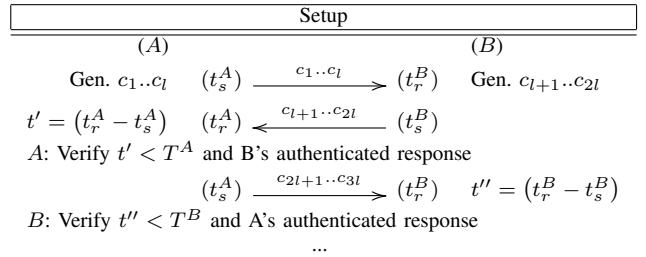 Setup
(A) (B)
c_1..c_l
Gen. c_1..c_l (t_s^A) (t_r^B) Gen. c_{l+1}..c_{2l}
c_{l+1}..c_{2l}
t' = (t_r^A − t_s^A) (t_r^A) (t_s^B)
A: Verify t' < T^A and B's authenticated response
c_{2l+1}..c_{3l}
(t_s^A) (t_r^B) t'' = (t_r^B − t_s^B)
B: Verify t'' < T^B and A's authenticated response
...